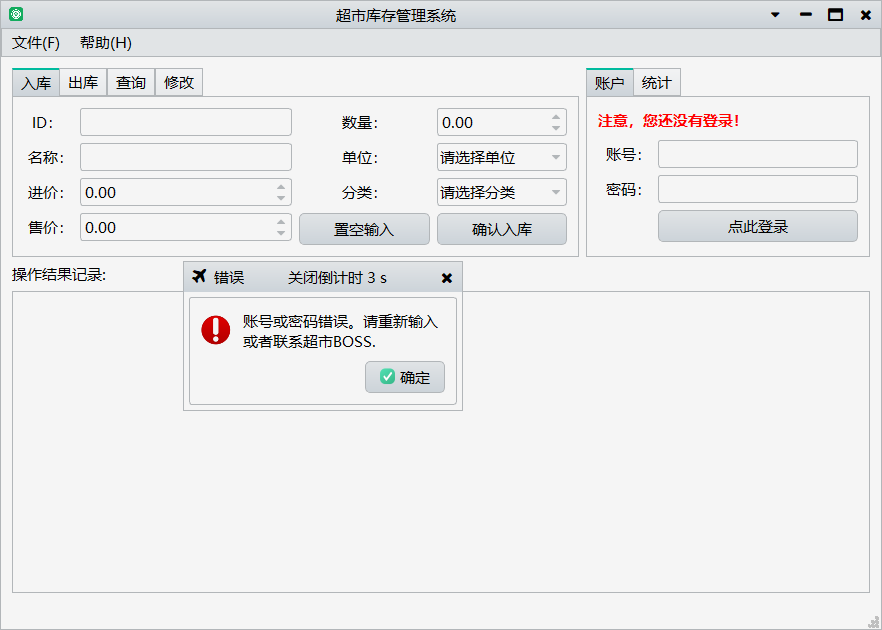 超市库存管理系统
文件(F) 帮助(H)
入库 出库 查询 修改
账户 统计
ID：
数量：
0.00
名称：
单位：
请选择单位
进价：
0.00
分类：
请选择分类
售价：
0.00
置空输入
确认入库
注意，您还没有登录！
账号：
密码：
点此登录
操作结果记录:
错误 关闭倒计时 3 s
账号或密码错误。请重新输入
或者联系超市BOSS.
确定